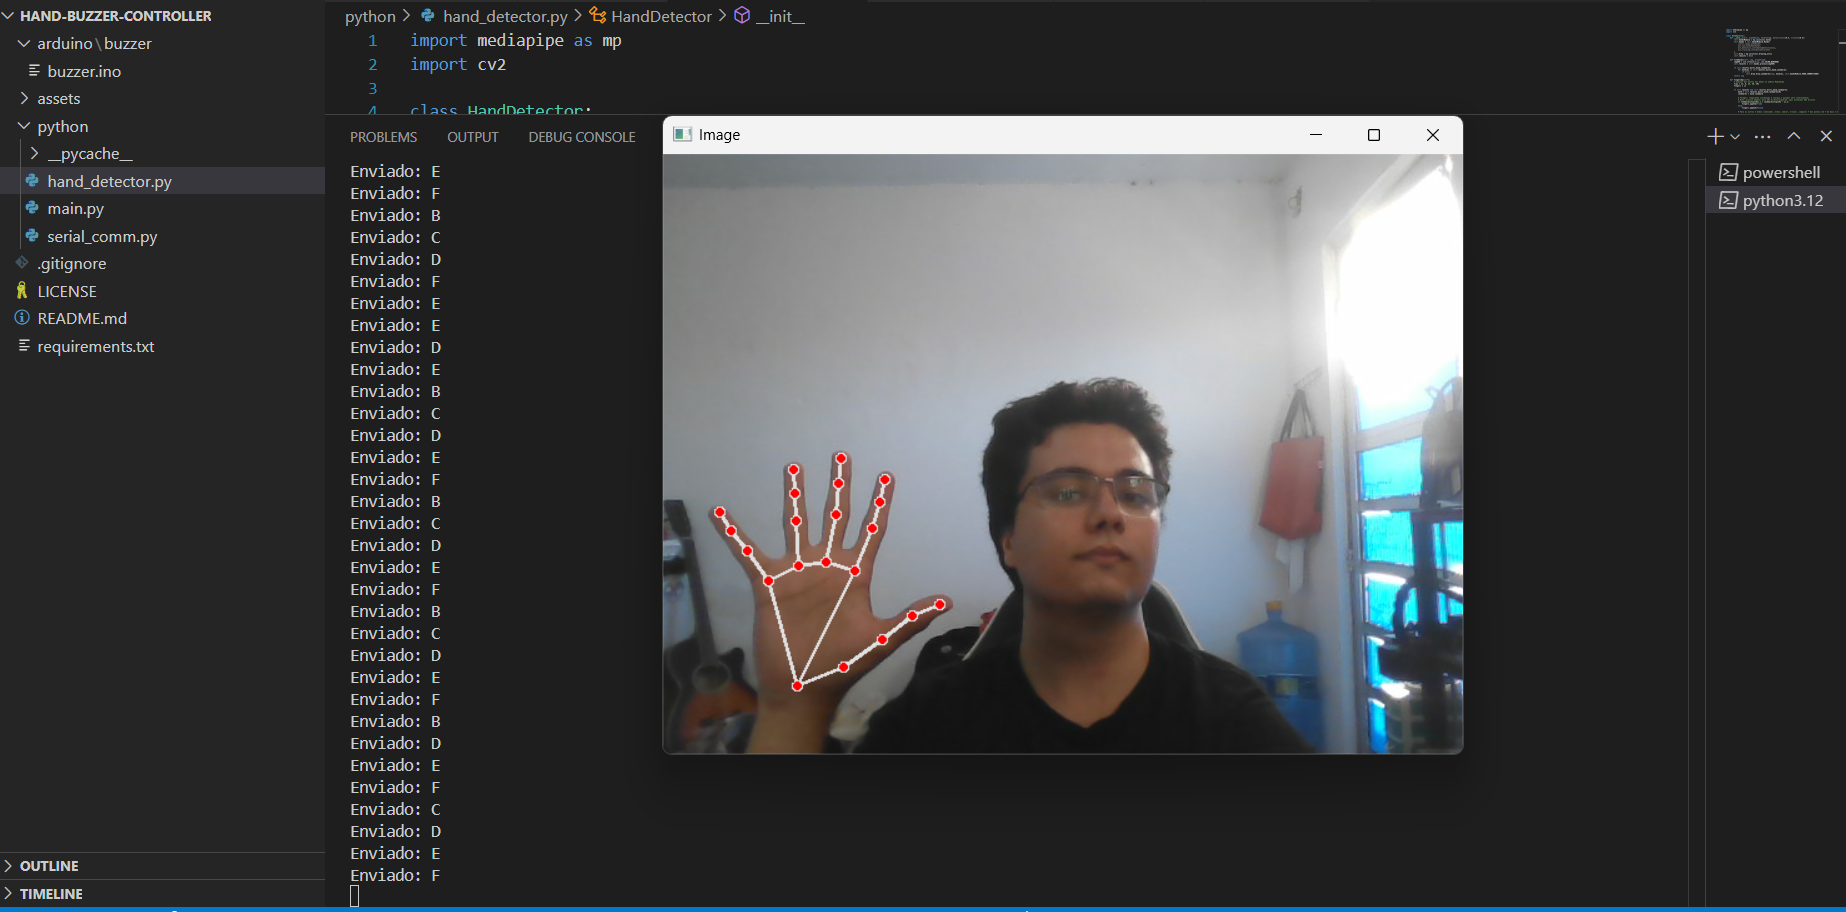 HAND-BUZZER-CONTROLLER
arduino\buzzer
buzzer.ino
assets
python
__pycache__
hand_detector.py
main.py
serial_comm.py
.gitignore
LICENSE
README.md
requirements.txt
OUTLINE
TIMELINE
python > hand_detector.py > HandDetector > __init__
1 import mediapipe as mp
2 import cv2
3
4 class HandDetector:
PROBLEMS OUTPUT DEBUG CONSOLE
Enviado: E
Enviado: F
Enviado: B
Enviado: C
Enviado: D
Enviado: F
Enviado: E
Enviado: E
Enviado: D
Enviado: E
Enviado: B
Enviado: C
Enviado: D
Enviado: E
Enviado: F
Enviado: B
Enviado: C
Enviado: D
Enviado: E
Enviado: F
Enviado: B
Enviado: C
Enviado: D
Enviado: E
Enviado: F
Enviado: B
Enviado: D
Enviado: E
Enviado: F
Enviado: C
Enviado: D
Enviado: E
Enviado: F
Image
powershell
python3.12